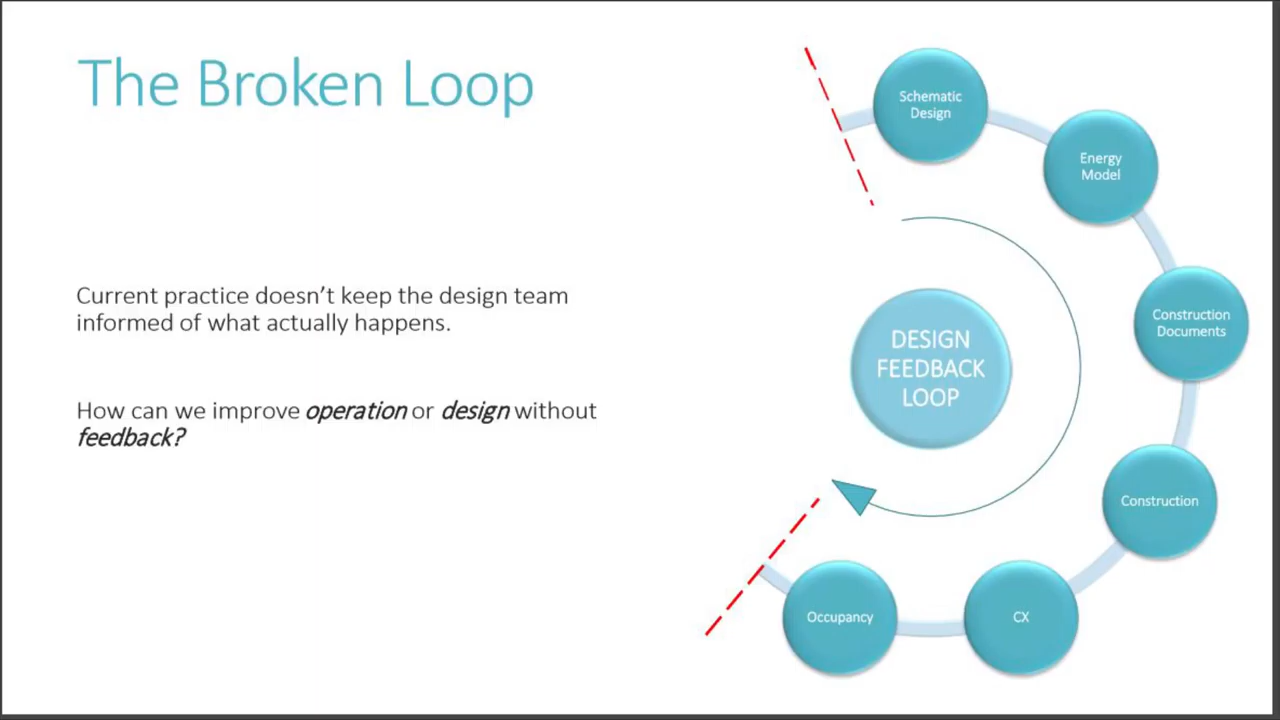 The Broken Loop
Current practice doesn't keep the design team
informed of what actually happens.
How can we improve operation or design without
feedback?
Schematic
Design
Energy
Model
Construction
Documents
Construction
CX
Occupancy
DESIGN
FEEDBACK
LOOP